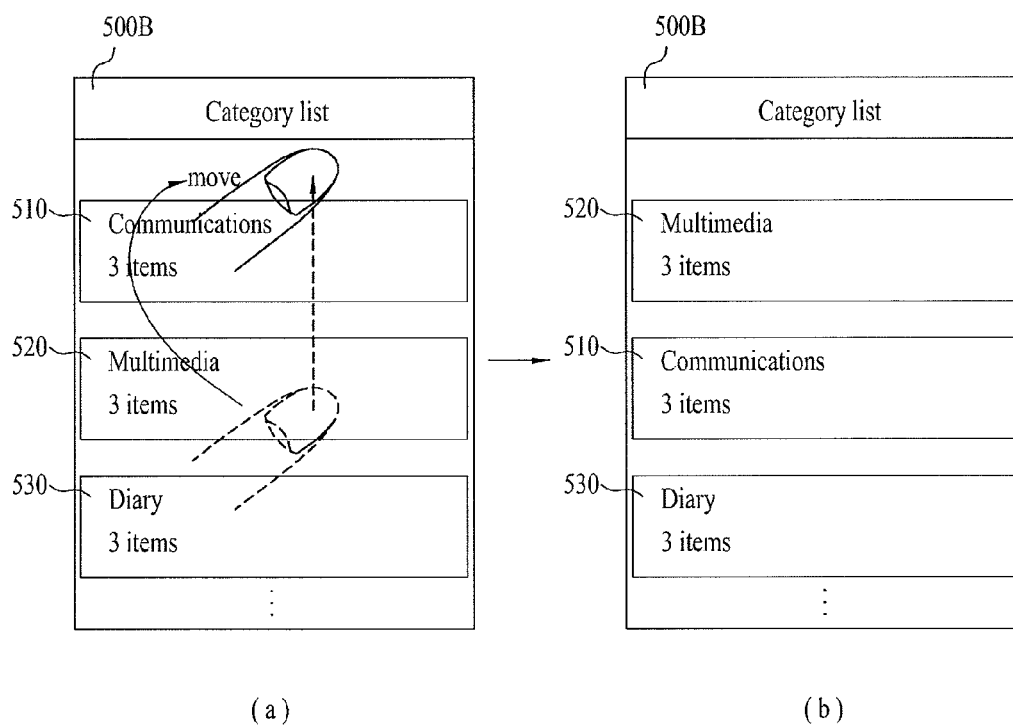 500B
Category list
move
510
Communications
3 items
520
Multimedia
3 items
530
Diary
3 items
⋮
(a)
500B
Category list
520
Multimedia
3 items
510
Communications
3 items
530
Diary
3 items
⋮
(b)